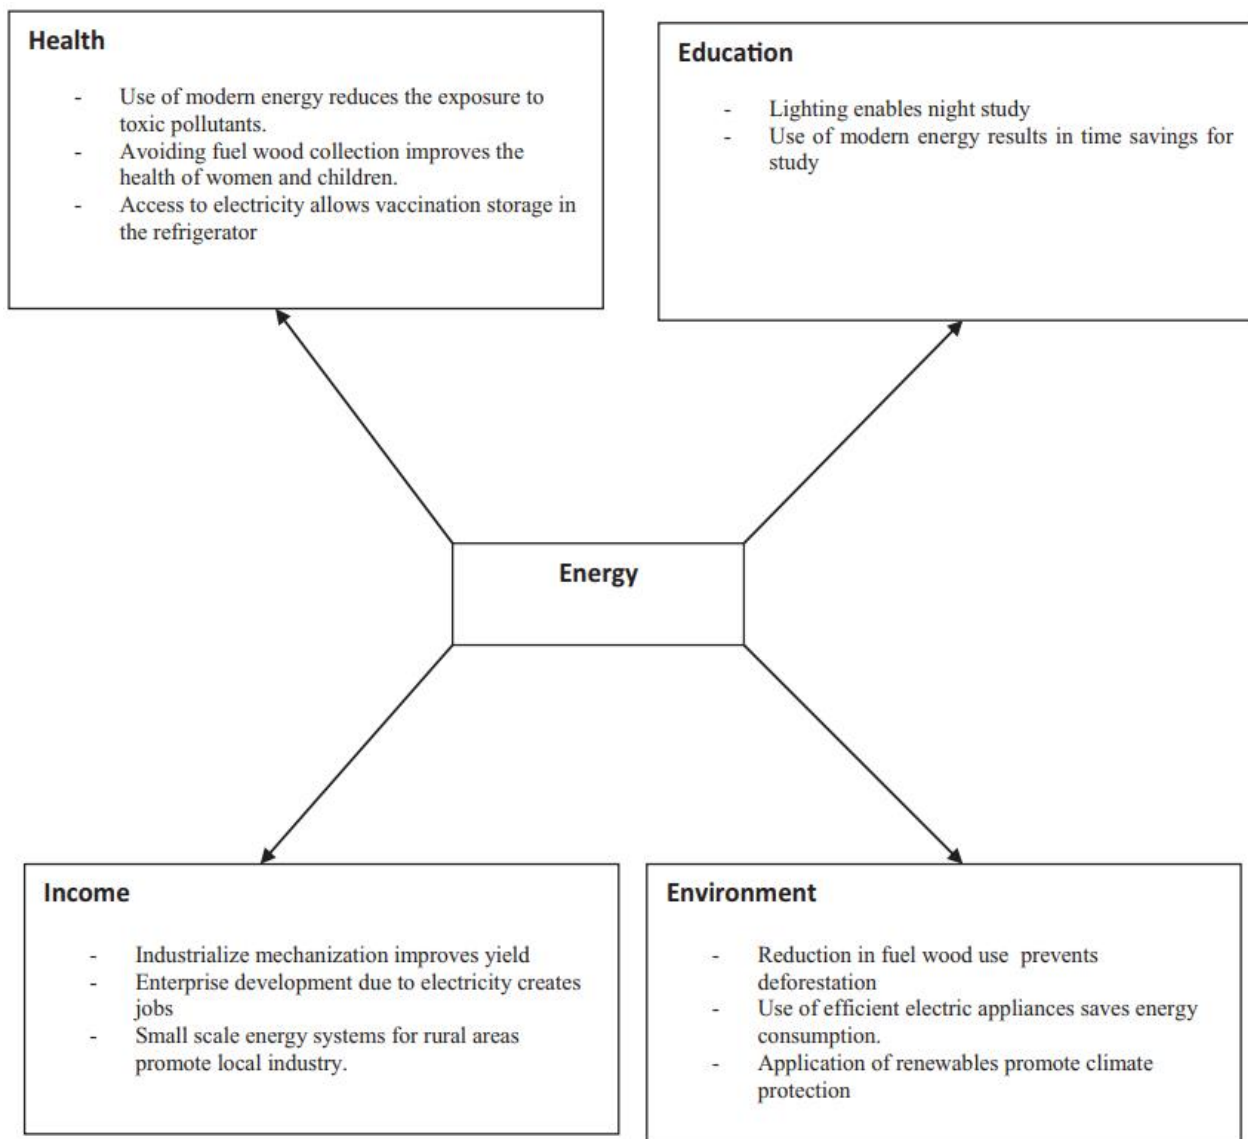 Health
- Use of modern energy reduces the exposure to
toxic pollutants.
- Avoiding fuel wood collection improves the
health of women and children.
- Access to electricity allows vaccination storage in
the refrigerator
Education
- Lighting enables night study
- Use of modern energy results in time savings for
study
Energy
Income
- Industrialize mechanization improves yield
- Enterprise development due to electricity creates
jobs
- Small scale energy systems for rural areas
promote local industry.
Environment
- Reduction in fuel wood use prevents
deforestation
- Use of efficient electric appliances saves energy
consumption.
- Application of renewables promote climate
protection